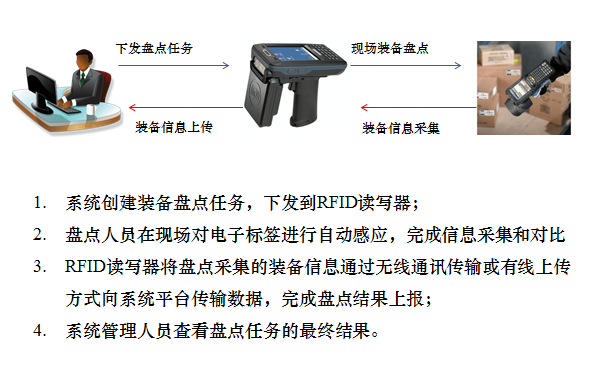 下发盘点任务
现场装备盘点
装备信息上传
装备信息采集
1. 系统创建装备盘点任务，下发到RFID读写器；
2. 盘点人员在现场对电子标签进行自动感应，完成信息采集和对比
3. RFID读写器将盘点采集的装备信息通过无线通讯传输或有线上传
方式向系统平台传输数据，完成盘点结果上报；
4. 系统管理人员查看盘点任务的最终结果。